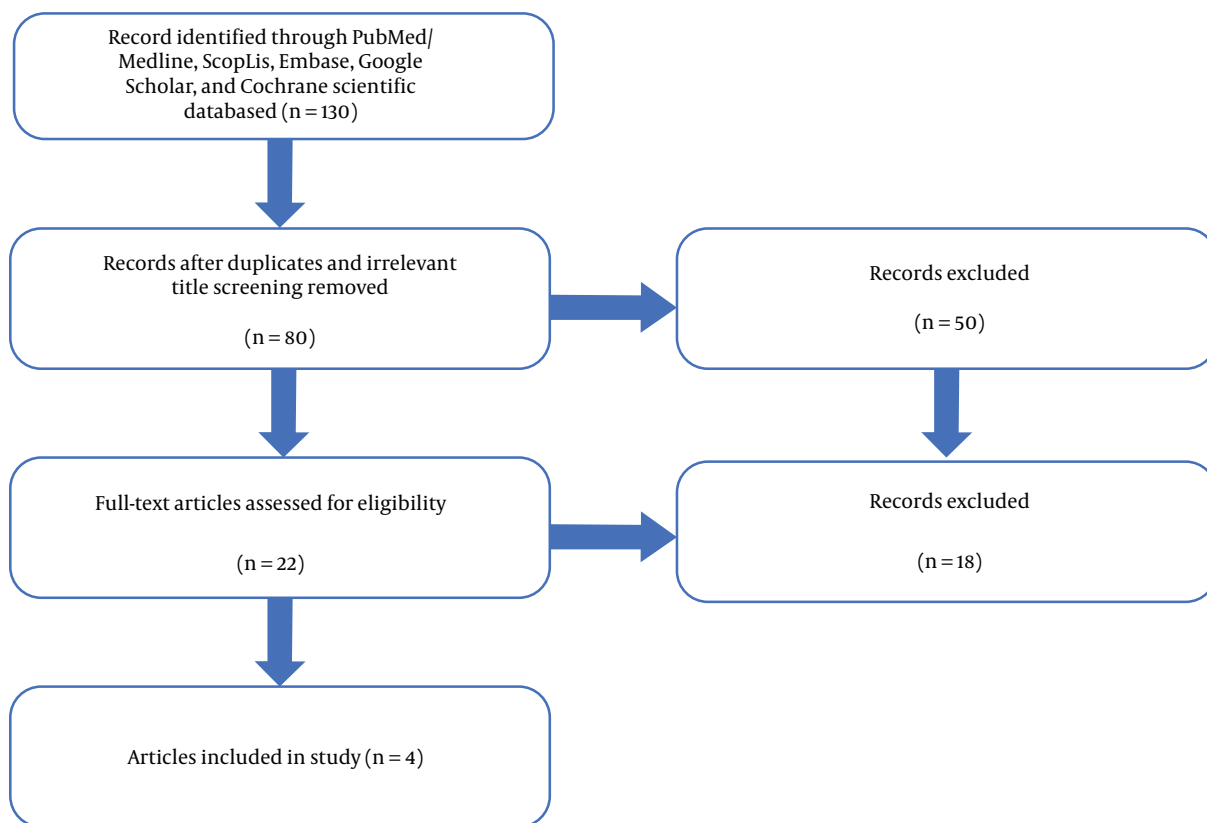 Record identified through PubMed/
Medline, ScopLis, Embase, Google
Scholar, and Cochrane scientific
databased (n = 130)
Records after duplicates and irrelevant
title screening removed
(n = 80)
Records excluded
(n = 50)
Full-text articles assessed for eligibility
(n = 22)
Records excluded
(n = 18)
Articles included in study (n = 4)